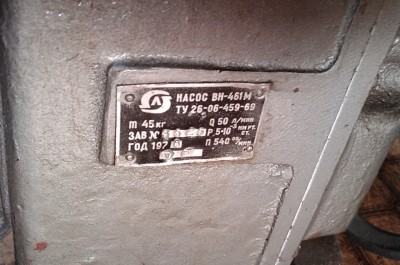 НАСОС ВН-461М
ТУ 26-06-459-69
m 45 кг Q 50 л/мин
ЗАВ № Р 5·10⁻³ мм рт. ст.
ГОД 197 n 540 об/мин